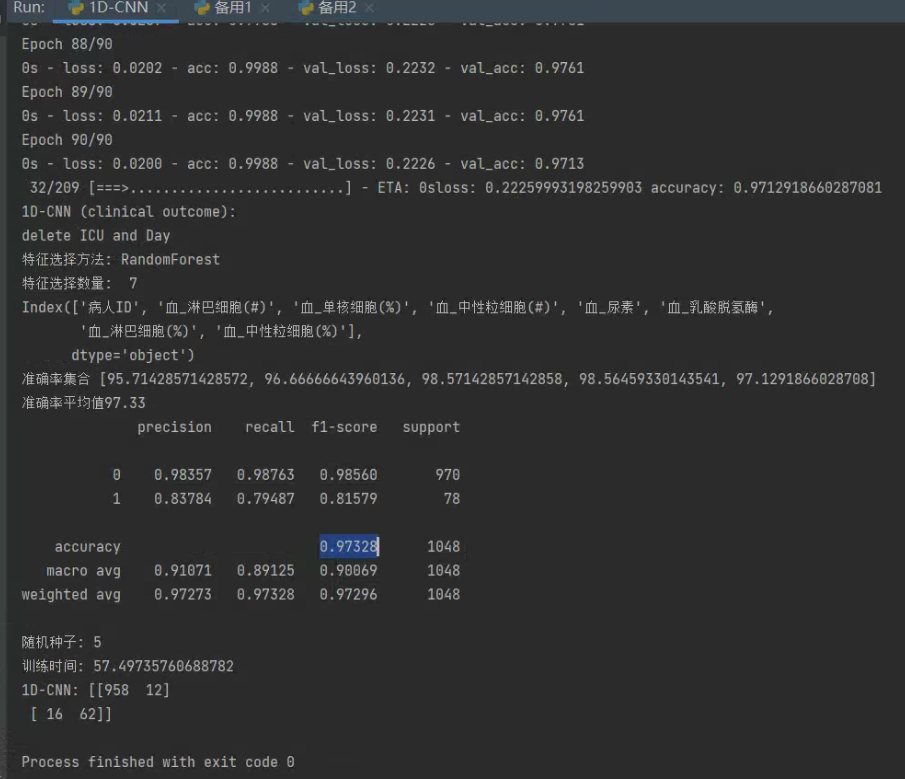 Run: 1D-CNN × 备用1 × 备用2 ×
Epoch 88/90
0s - loss: 0.0202 - acc: 0.9988 - val_loss: 0.2232 - val_acc: 0.9761
Epoch 89/90
0s - loss: 0.0211 - acc: 0.9988 - val_loss: 0.2231 - val_acc: 0.9761
Epoch 90/90
0s - loss: 0.0200 - acc: 0.9988 - val_loss: 0.2226 - val_acc: 0.9713
32/209 [===>..........................] - ETA: 0sloss: 0.22259993198259903 accuracy: 0.9712918660287081
1D-CNN (clinical outcome):
delete ICU and Day
特征选择方法: RandomForest
特征选择数量: 7
Index(['病人ID', '血_淋巴细胞(#)', '血_单核细胞(%)', '血_中性粒细胞(#)', '血_尿素', '血_乳酸脱氢酶',
'血_淋巴细胞(%)', '血_中性粒细胞(%)'],
dtype='object')
准确率集合 [95.71428571428572, 96.66666643960136, 98.57142857142858, 98.56459330143541, 97.1291866028708]
准确率平均值97.33
precision recall f1-score support
0 0.98357 0.98763 0.98560 970
1 0.83784 0.79487 0.81579 78
accuracy 0.97328 1048
macro avg 0.91071 0.89125 0.90069 1048
weighted avg 0.97273 0.97328 0.97296 1048
随机种子: 5
训练时间: 57.49735760688782
1D-CNN: [[958 12]
[ 16 62]]
Process finished with exit code 0